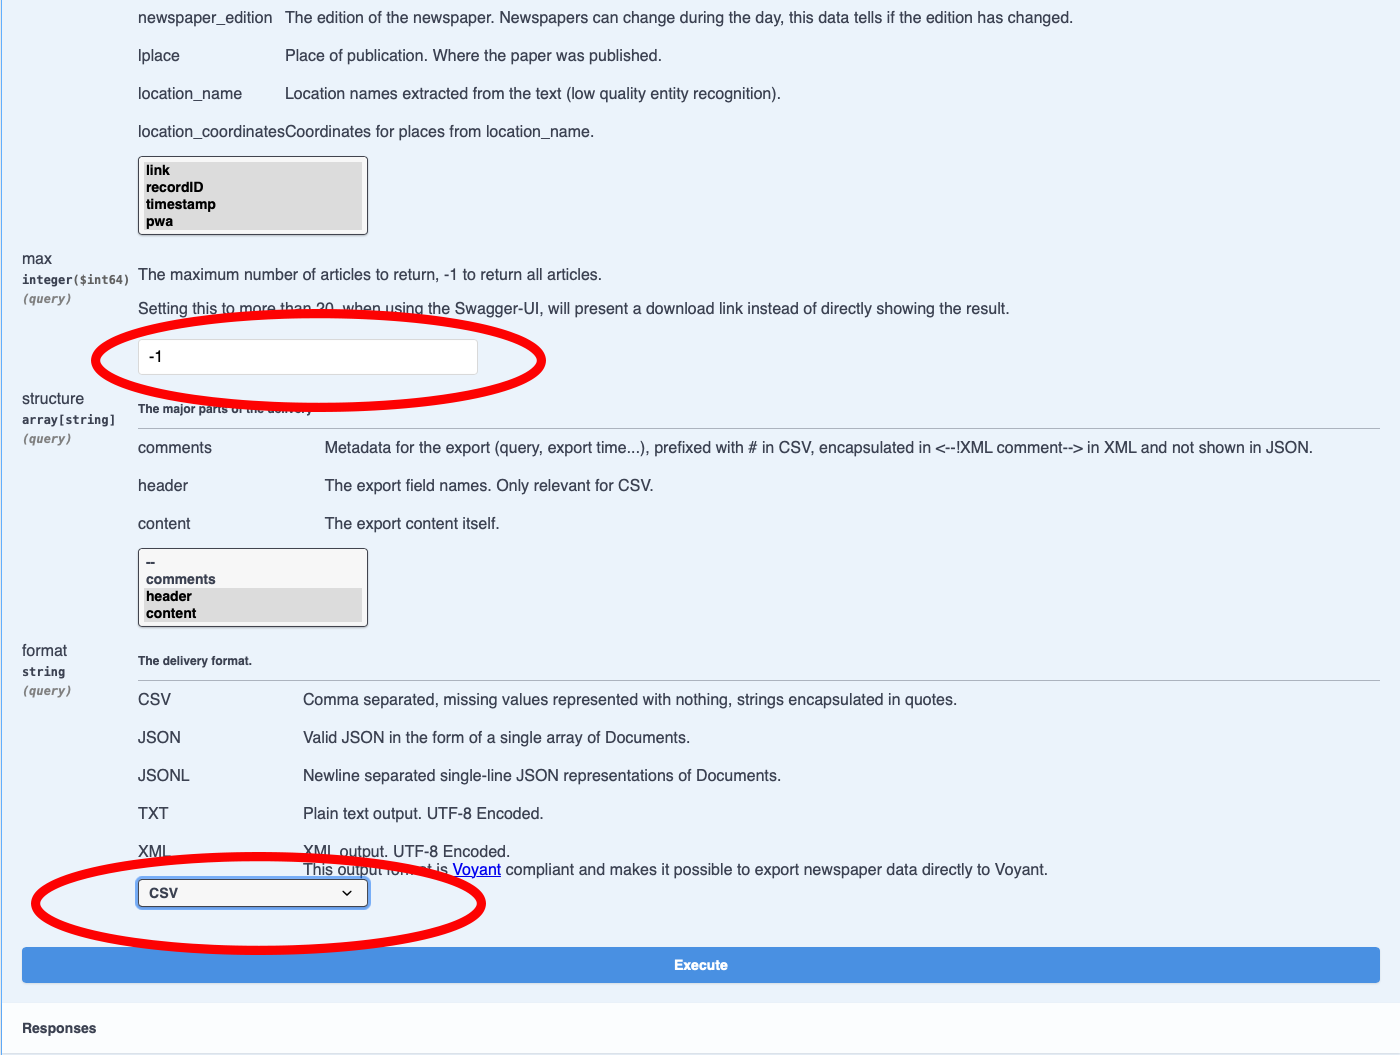 newspaper_edition The edition of the newspaper. Newspapers can change during the day, this data tells if the edition has changed.
lplace Place of publication. Where the paper was published.
location_name Location names extracted from the text (low quality entity recognition).
location_coordinatesCoordinates for places from location_name.
link
recordID
timestamp
pwa
max
integer($int64)
(query)
The maximum number of articles to return, -1 to return all articles.
Setting this to more than 20, when using the Swagger-UI, will present a download link instead of directly showing the result.
-1
structure
array[string]
(query)
The major parts of the delivery
comments Metadata for the export (query, export time...), prefixed with # in CSV, encapsulated in <--!XML comment--> in XML and not shown in JSON.
header The export field names. Only relevant for CSV.
content The export content itself.
--
comments
header
content
format
string
(query)
The delivery format.
CSV Comma separated, missing values represented with nothing, strings encapsulated in quotes.
JSON Valid JSON in the form of a single array of Documents.
JSONL Newline separated single-line JSON representations of Documents.
TXT Plain text output. UTF-8 Encoded.
XML XML output. UTF-8 Encoded.
This output format is Voyant compliant and makes it possible to export newspaper data directly to Voyant.
CSV
Execute
Responses